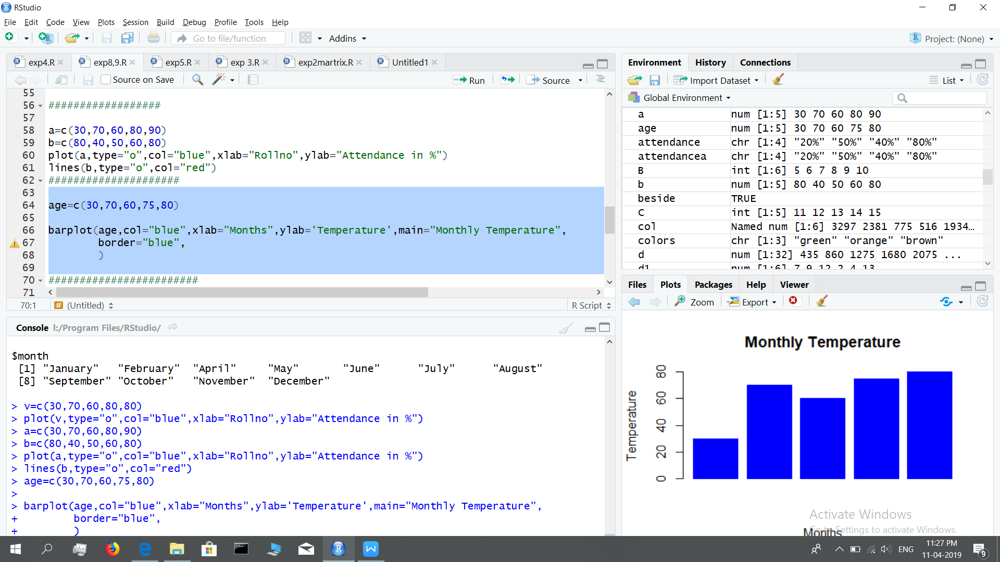 RStudio
File Edit Code View Plots Session Build Debug Profile Tools Help
Go to file/function Addins Project: (None)
exp4.R exp8,9.R exp5.R exp 3.R exp2martrix.R Untitled1
Source on Save Run Source
55
56 ##################
57
58 a=c(30,70,60,80,90)
59 b=c(80,40,50,60,80)
60 plot(a,type="o",col="blue",xlab="Rollno",ylab="Attendance in %")
61 lines(b,type="o",col="red")
62 #####################
63
64 age=c(30,70,60,75,80)
65
66 barplot(age,col="blue",xlab="Months",ylab='Temperature',main="Monthly Temperature",
67 border="blue",
68 )
69
70 ########################
71
70:1 # (Untitled) R Script
Console I:/Program Files/RStudio/
$month
[1] "January" "February" "April" "May" "June" "July" "August"
[8] "September" "October" "November" "December"
> v=c(30,70,60,80,80)
> plot(v,type="o",col="blue",xlab="Rollno",ylab="Attendance in %")
> a=c(30,70,60,80,90)
> b=c(80,40,50,60,80)
> plot(a,type="o",col="blue",xlab="Rollno",ylab="Attendance in %")
> lines(b,type="o",col="red")
> age=c(30,70,60,75,80)
>
> barplot(age,col="blue",xlab="Months",ylab='Temperature',main="Monthly Temperature",
+ border="blue",
+ )
Environment History Connections
Import Dataset List
Global Environment
a num [1:5] 30 70 60 80 90
age num [1:5] 30 70 60 75 80
attendance chr [1:4] "20%" "50%" "40%" "80%"
attendancea chr [1:4] "20%" "50%" "40%" "80%"
B int [1:6] 5 6 7 8 9 10
b num [1:5] 80 40 50 60 80
beside TRUE
C int [1:5] 11 12 13 14 15
col Named num [1:6] 3297 2381 775 516 1934…
colors chr [1:3] "green" "orange" "brown"
d num [1:32] 435 860 1275 1680 2075 ...
d1 num [1:6] 7 9 12 2 4 13
Files Plots Packages Help Viewer
Zoom Export
Monthly Temperature
Temperature
80
60
40
20
0
Months
Activate Windows
Go to Settings to activate Windows.
ENG
11:27 PM
11-04-2019
9